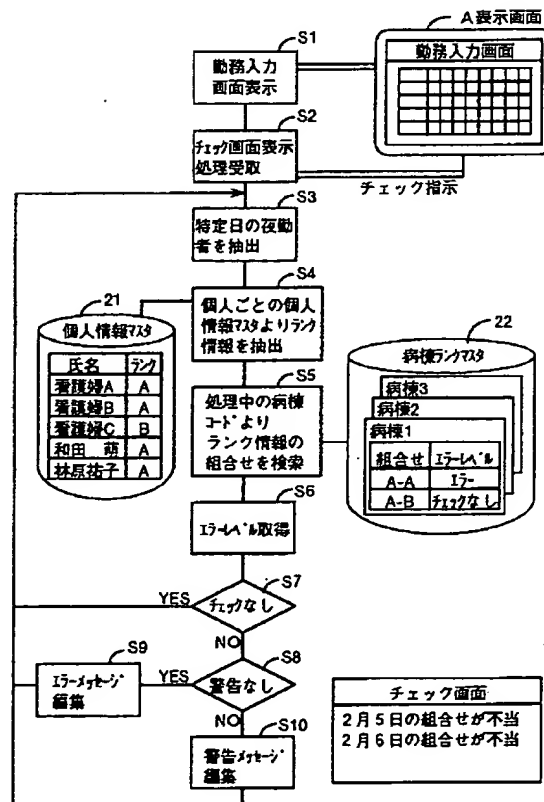 A表示画面
S1
勤務入力
画面表示
勤務入力画面
S2
チェック画面表示
処理受取
チェック指示
S3
特定日の夜勤
者を抽出
S4
個人ごとの個人
情報マスタよりランク
情報を抽出
21
個人情報マスタ
氏名 ランク
看護婦A A
看護婦B A
看護婦C B
和田 萌 A
林原祐子 A
S5
処理中の病棟
コードより
ランク情報の
組合せを検索
22
病棟ランクマスタ
病棟3
病棟2
病棟1
組合せ エラーレベル
A-A エラー
A-B チェックなし
S6
エラーレベル取得
S7
チェックなし
YES
NO
S8
警告なし
YES
NO
S9
エラーメッセージ
編集
S10
警告メッセージ
編集
チェック画面
2月5日の組合せが不当
2月6日の組合せが不当